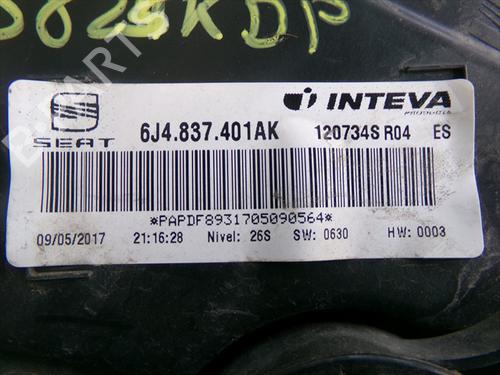 SEAT
6J4.837.401AK
INTEVA
PRODUCTS
120734S R04 ES
*PAPDF8931705090564*
09/05/2017 21:16:28 Nivel: 26S SW: 0630 HW: 0003